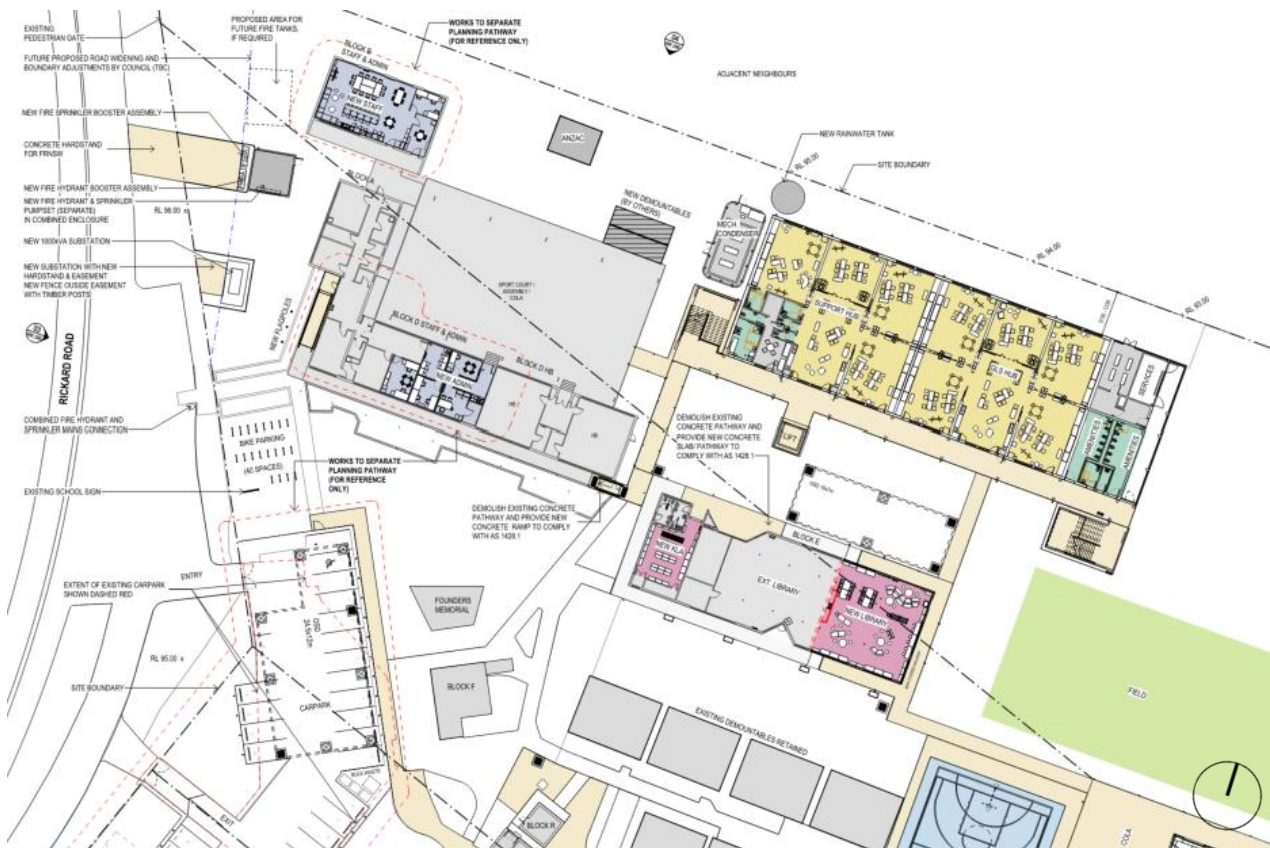 EXISTING
PEDESTRIAN GATE
FUTURE PROPOSED ROAD WIDENING AND
BOUNDARY ADJUSTMENTS BY COUNCIL (TBC)
NEW FIRE SPRINKLER BOOSTER ASSEMBLY
CONCRETE HARDSTAND
FOR FRNSW
NEW FIRE HYDRANT BOOSTER ASSEMBLY
NEW FIRE HYDRANT & SPRINKLER
PUMPSET (SEPARATE)
IN COMBINED ENCLOSURE
RL 96.00 x
NEW 1000kVA SUBSTATION
NEW SUBSTATION WITH NEW
HARDSTAND & EASEMENT
NEW FENCE OUSIDE EASEMENT
WITH TIMBER POSTS
RICKARD ROAD
COMBINED FIRE HYDRANT AND
SPRINKLER MAINS CONNECTION
EXISTING SCHOOL SIGN
EXTENT OF EXISTING CARPARK
SHOWN DASHED RED
RL 95.00 x
SITE BOUNDARY
PROPOSED AREA FOR
FUTURE FIRE TANKS,
IF REQUIRED
WORKS TO SEPARATE
PLANNING PATHWAY
(FOR REFERENCE ONLY)
BLOCK B
STAFF & ADMIN
NEW STAFF
ADJACENT NEIGHBOURS
ANZAC
NEW RAINWATER TANK
RL 95.00
SITE BOUNDARY
NEW DEMOUNTABLES
(BY OTHERS)
MECH.
CONDENSER
RL 94.00
RL 93.00
BLOCK A
SPORT COURT /
ASSEMBLY /
COLA
NEW FLAGPOLES
BLOCK D STAFF & ADMIN
NEW ADMIN
BLOCK D HB
HB
HB
SUPPORT HUB
GLS HUB
SERVICES
AMENITIES
AMENITIES
LIFT
BIKE PARKING
(40 SPACES)
WORKS TO SEPARATE
PLANNING PATHWAY
(FOR REFERENCE
ONLY)
DEMOLISH EXISTING
CONCRETE PATHWAY AND
PROVIDE NEW CONCRETE
SLAB/ PATHWAY TO
COMPLY WITH AS 1428.1
DEMOLISH EXISTING CONCRETE
PATHWAY AND PROVIDE NEW
CONCRETE RAMP TO COMPLY
WITH AS 1428.1
BLOCK E
NEW KLA
EXT. LIBRARY
NEW LIBRARY
ENTRY
OSD
24.5x12m
CARPARK
EXIT
BULK WASTE
FOUNDERS
MEMORIAL
BLOCK F
EXISTING DEMOUNTABLES RETAINED
FIELD
BLOCK R
COLA